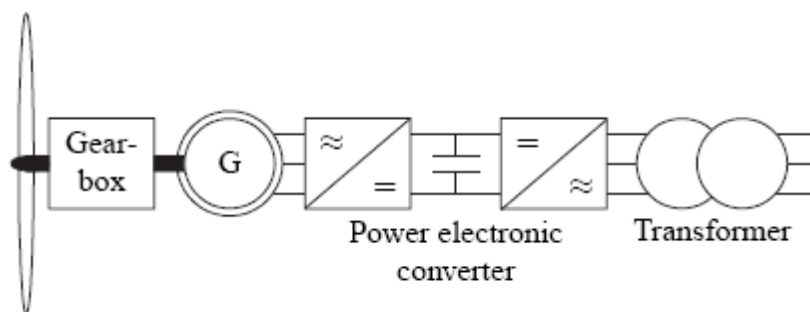 Gear-
box
G
≈
=
=
≈
Power electronic
converter
Transformer